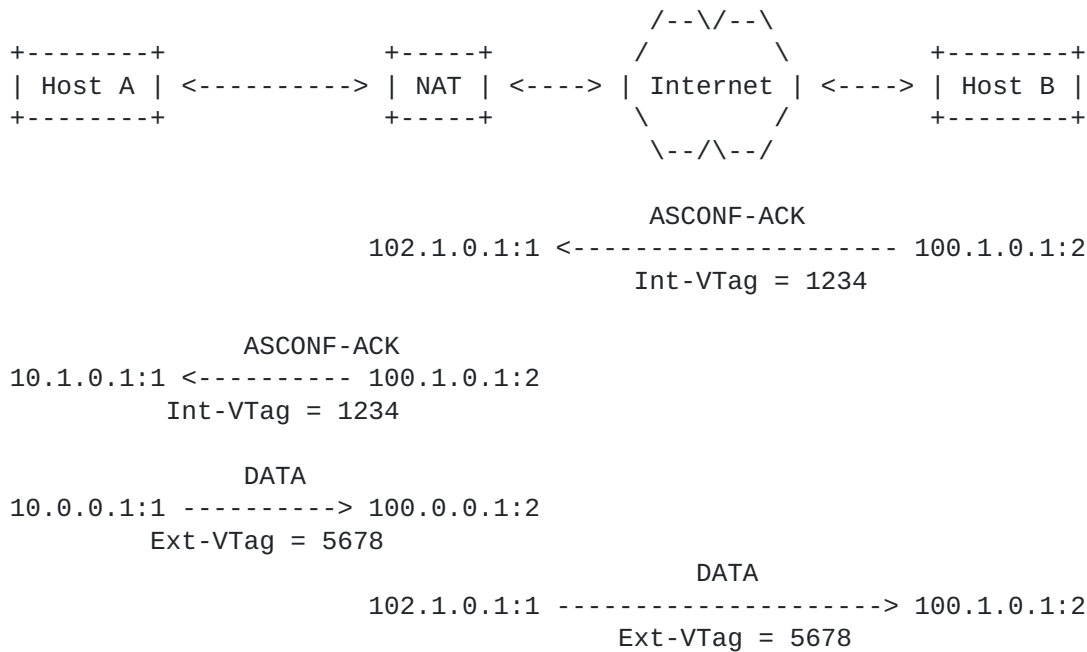 /--\/--\
+--------+              +-----+         /        \         +--------+
| Host A | <----------> | NAT | <----> | Internet | <----> | Host B |
+--------+              +-----+         \        /         +--------+
                                         \--/\--/

                                         ASCONF-ACK
                       102.1.0.1:1 <--------------------- 100.1.0.1:2
                                        Int-VTag = 1234

               ASCONF-ACK
10.1.0.1:1 <---------- 100.1.0.1:2
          Int-VTag = 1234

               DATA
10.0.0.1:1 ----------> 100.0.0.1:2
         Ext-VTag = 5678
                                            DATA
                       102.1.0.1:1 ---------------------> 100.1.0.1:2
                                       Ext-VTag = 5678